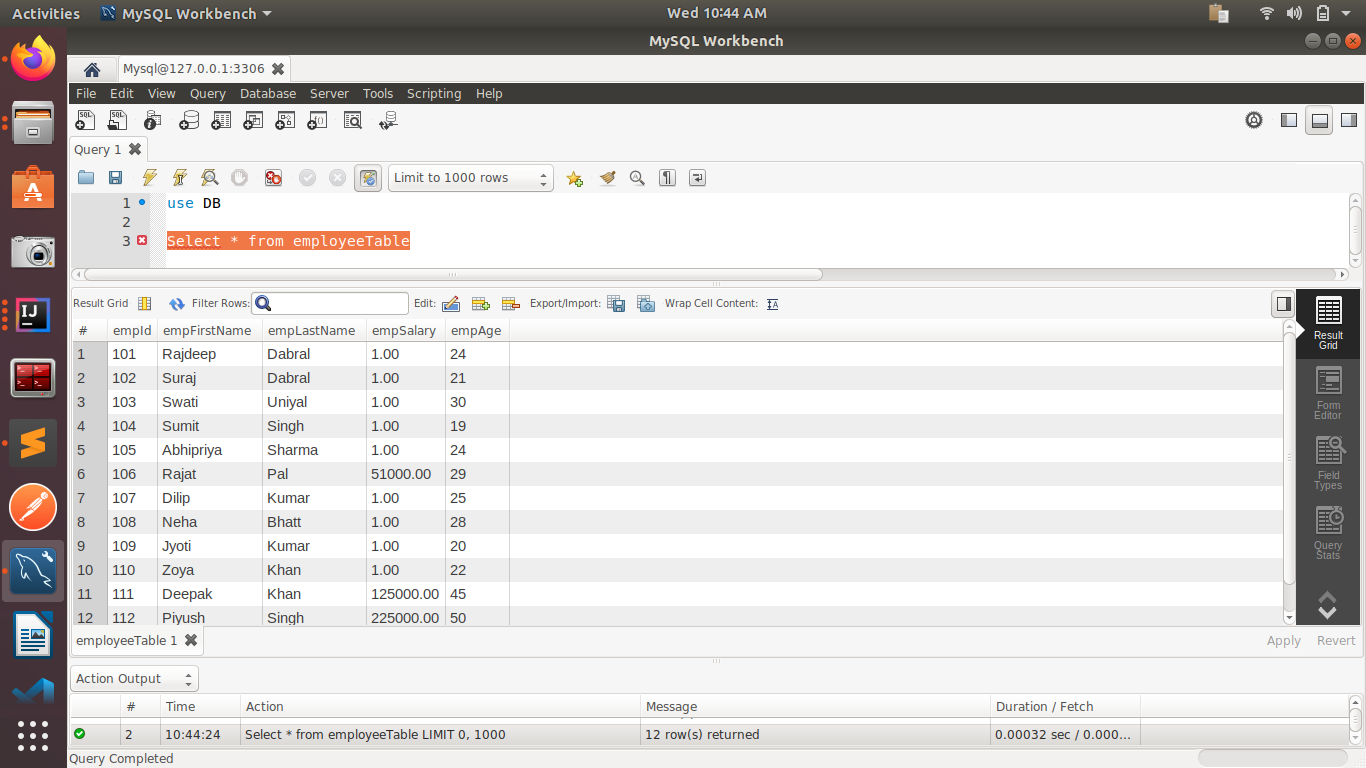 Activities MySQL Workbench Wed 10:44 AM
MySQL Workbench
Mysql@127.0.0.1:3306
File Edit View Query Database Server Tools Scripting Help
Query 1
Limit to 1000 rows
1 use DB
2
3 Select * from employeeTable
Result Grid Filter Rows: Edit: Export/Import: Wrap Cell Content:
# empId empFirstName empLastName empSalary empAge
1 101 Rajdeep Dabral 1.00 24
2 102 Suraj Dabral 1.00 21
3 103 Swati Uniyal 1.00 30
4 104 Sumit Singh 1.00 19
5 105 Abhipriya Sharma 1.00 24
6 106 Rajat Pal 51000.00 29
7 107 Dilip Kumar 1.00 25
8 108 Neha Bhatt 1.00 28
9 109 Jyoti Kumar 1.00 20
10 110 Zoya Khan 1.00 22
11 111 Deepak Khan 125000.00 45
12 112 Piyush Singh 225000.00 50
Result
Grid
Form
Editor
Field
Types
Query
Stats
employeeTable 1 Apply Revert
Action Output
# Time Action Message Duration / Fetch
2 10:44:24 Select * from employeeTable LIMIT 0, 1000 12 row(s) returned 0.00032 sec / 0.000...
Query Completed